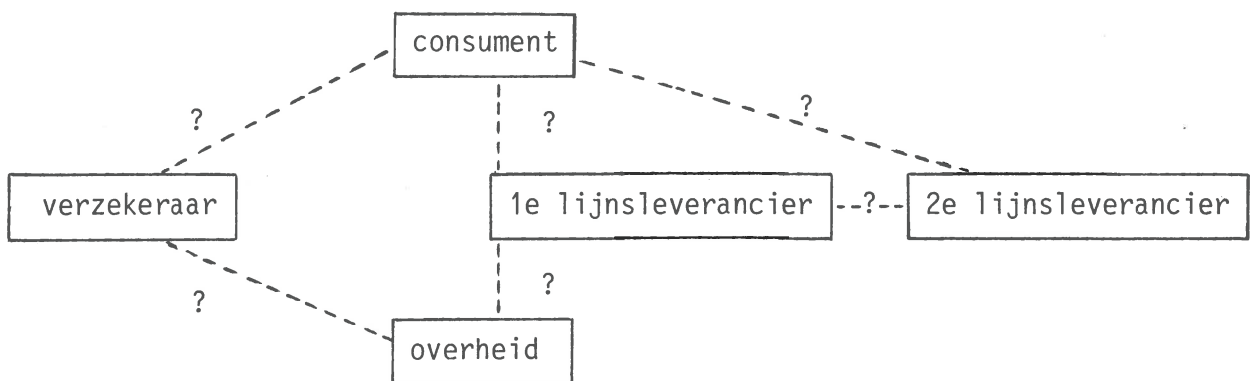 consument
?
?
?
verzekeraar
1e lijnsleverancier
--?--
2e lijnsleverancier
?
?
overheid